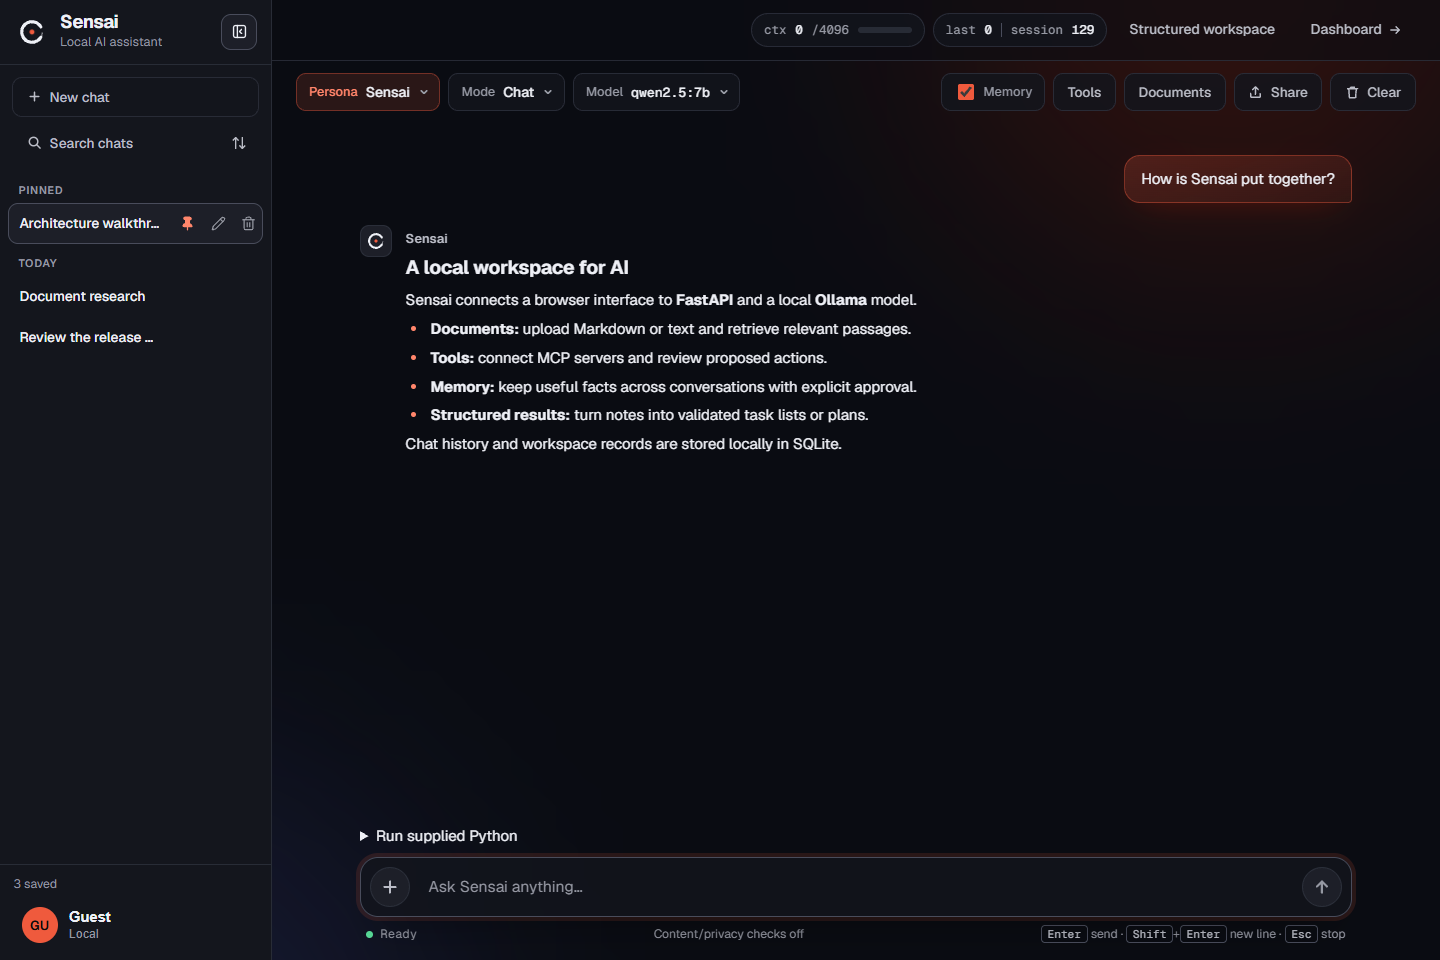 Sensai
Local AI assistant
New chat
Search chats
PINNED
Architecture walkthr...
TODAY
Document research
Review the release ...
3 saved
GU
Guest
Local
ctx 0 /4096
last 0 | session 129
Structured workspace
Dashboard →
Persona Sensai
Mode Chat
Model qwen2.5:7b
Memory
Tools
Documents
Share
Clear
How is Sensai put together?
Sensai
A local workspace for AI
Sensai connects a browser interface to FastAPI and a local Ollama model.
• Documents: upload Markdown or text and retrieve relevant passages.
• Tools: connect MCP servers and review proposed actions.
• Memory: keep useful facts across conversations with explicit approval.
• Structured results: turn notes into validated task lists or plans.
Chat history and workspace records are stored locally in SQLite.
▶ Run supplied Python
Ask Sensai anything...
Ready
Content/privacy checks off
Enter send · Shift+Enter new line · Esc stop